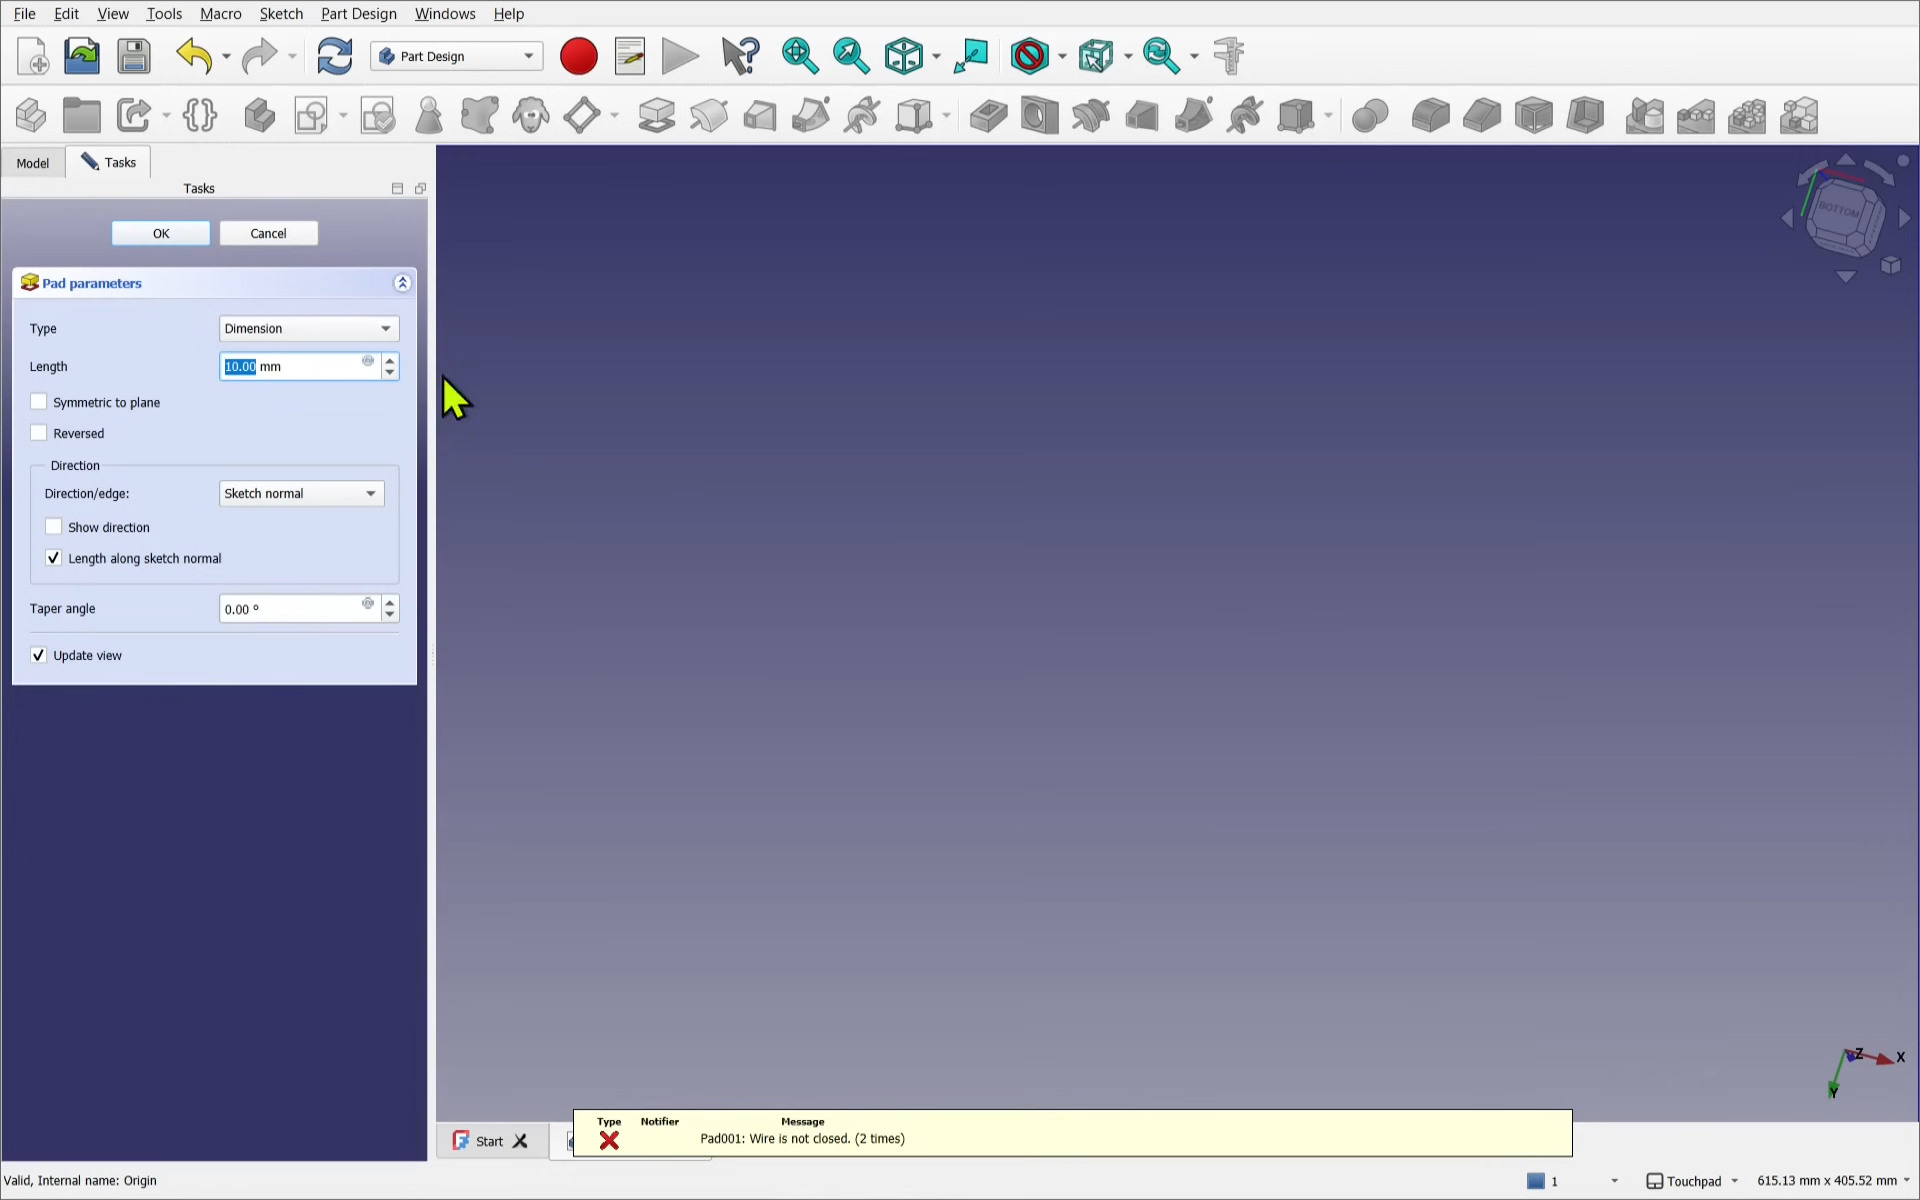 File Edit View Tools Macro Sketch Part Design Windows Help
Part Design
Model Tasks
Tasks
OK Cancel
Pad parameters
Type Dimension
Length 10.00 mm
Symmetric to plane
Reversed
Direction
Direction/edge: Sketch normal
Show direction
Length along sketch normal
Taper angle 0.00 °
Update view
BOTTOM
Z X
Y
Start
Type Notifier Message
Pad001: Wire is not closed. (2 times)
Valid, Internal name: Origin
1 Touchpad 615.13 mm x 405.52 mm